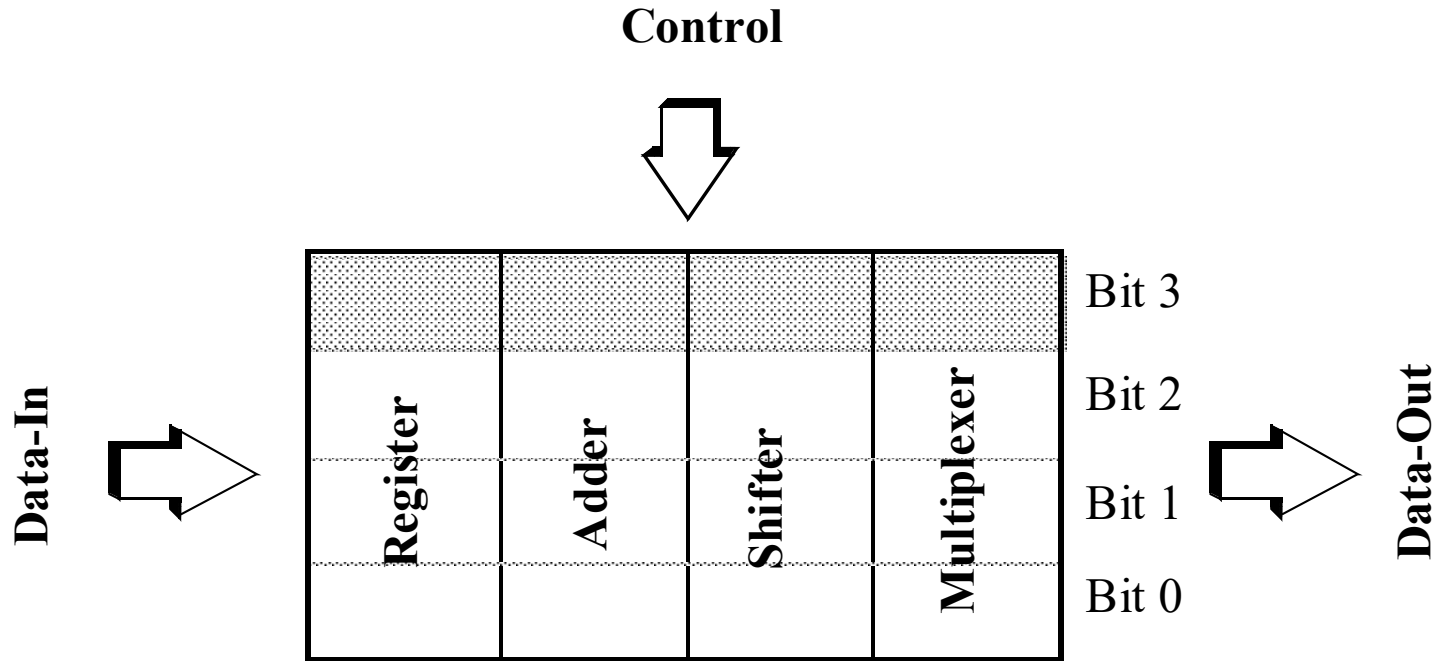 Control
Bit 3
Bit 2
Bit 1
Bit 0
Data-In
Register
Adder
Shifter
Multiplexer
Data-Out